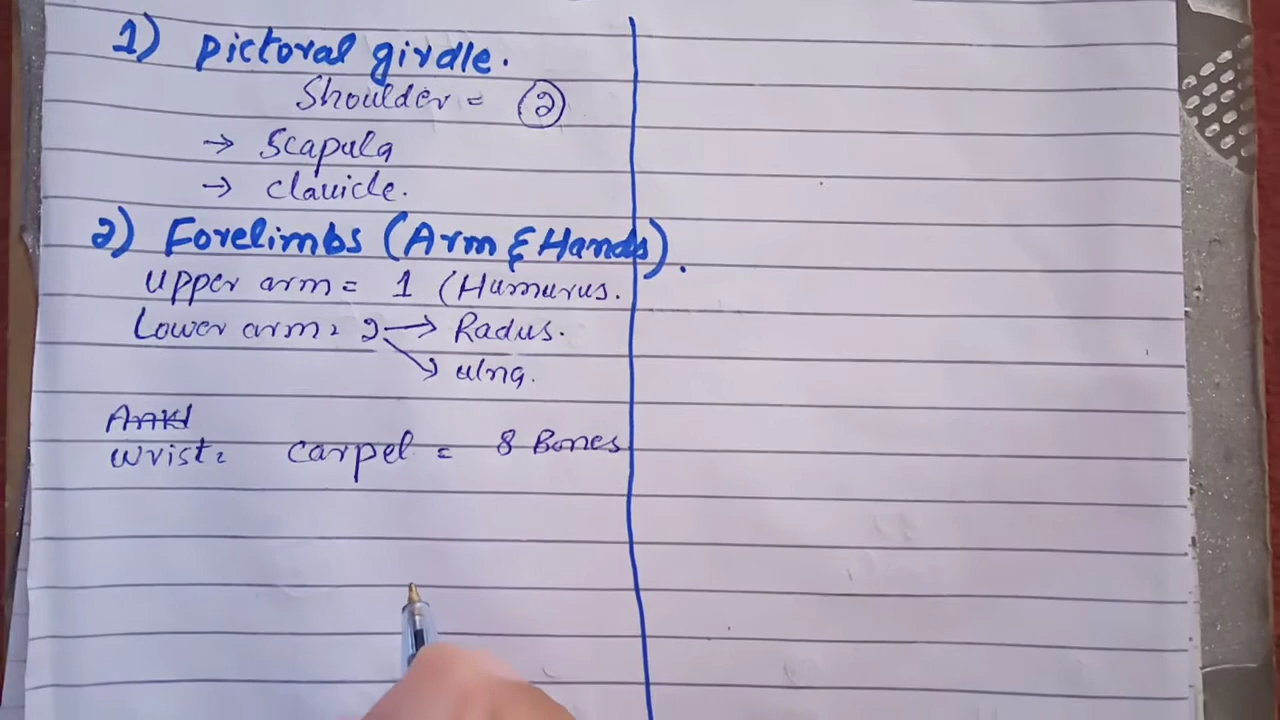 1) pictoral girdle.
Shoulder = 2
→ Scapula
→ clavicle.
2) Forelimbs (Arm & Hands).
Upper arm = 1 (Humurus.
Lower arm = 2 → Radus.
→ ulna.
Ankl
Wrist = carpel = 8 Bones